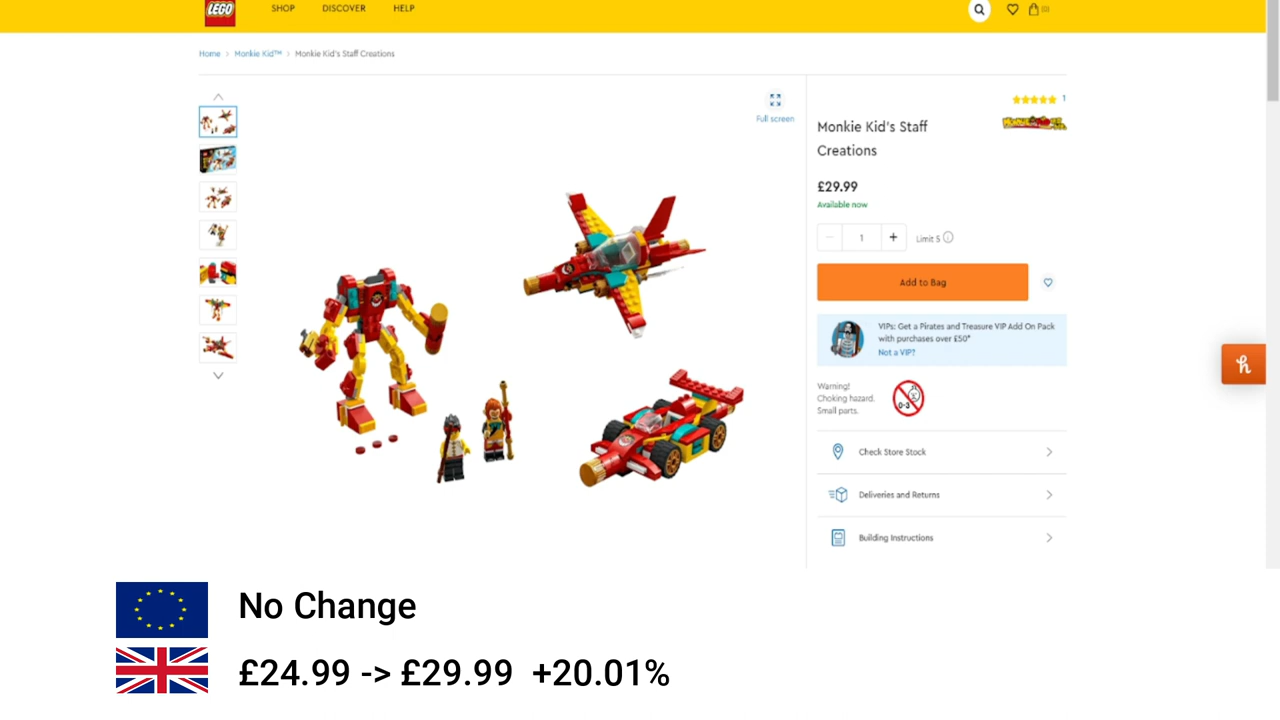 LEGO
SHOP DISCOVER HELP
Home > Monkie Kid™ > Monkie Kid's Staff Creations
Full screen
1
Monkie Kid's Staff
Creations
£29.99
Available now
1 + Limit 5
Add to Bag
VIPs: Get a Pirates and Treasure VIP Add On Pack
with purchases over £50*
Not a VIP?
Warning!
Choking hazard.
Small parts.
0-3
Check Store Stock
Deliveries and Returns
Building Instructions
No Change
£24.99 -> £29.99 +20.01%